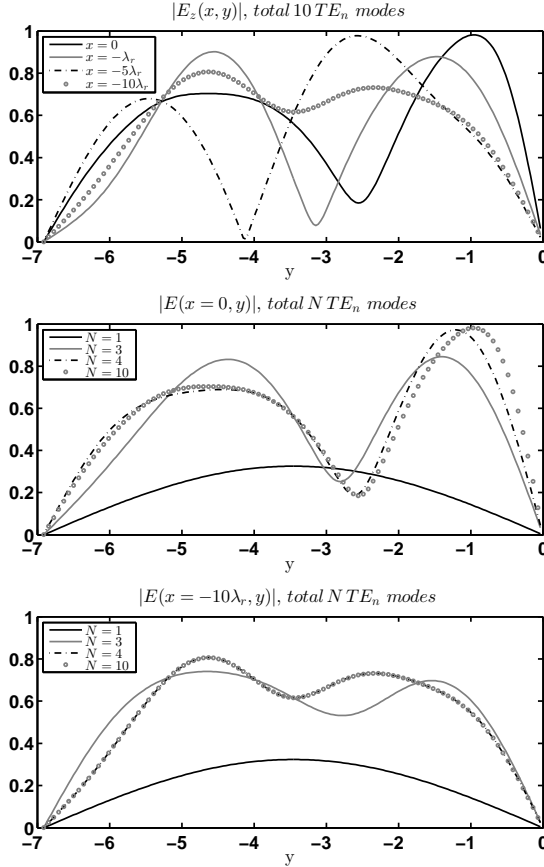 |E_z(x, y)|, total 10 TE_n modes
x = 0
x = −λ_r
x = −5λ_r
x = −10λ_r
1
0.8
0.6
0.4
0.2
0
−7 −6 −5 −4 −3 −2 −1 0
y
|E(x = 0, y)|, total N TE_n modes
N = 1
N = 3
N = 4
N = 10
1
0.8
0.6
0.4
0.2
0
−7 −6 −5 −4 −3 −2 −1 0
y
|E(x = −10λ_r, y)|, total N TE_n modes
N = 1
N = 3
N = 4
N = 10
1
0.8
0.6
0.4
0.2
0
−7 −6 −5 −4 −3 −2 −1 0
y